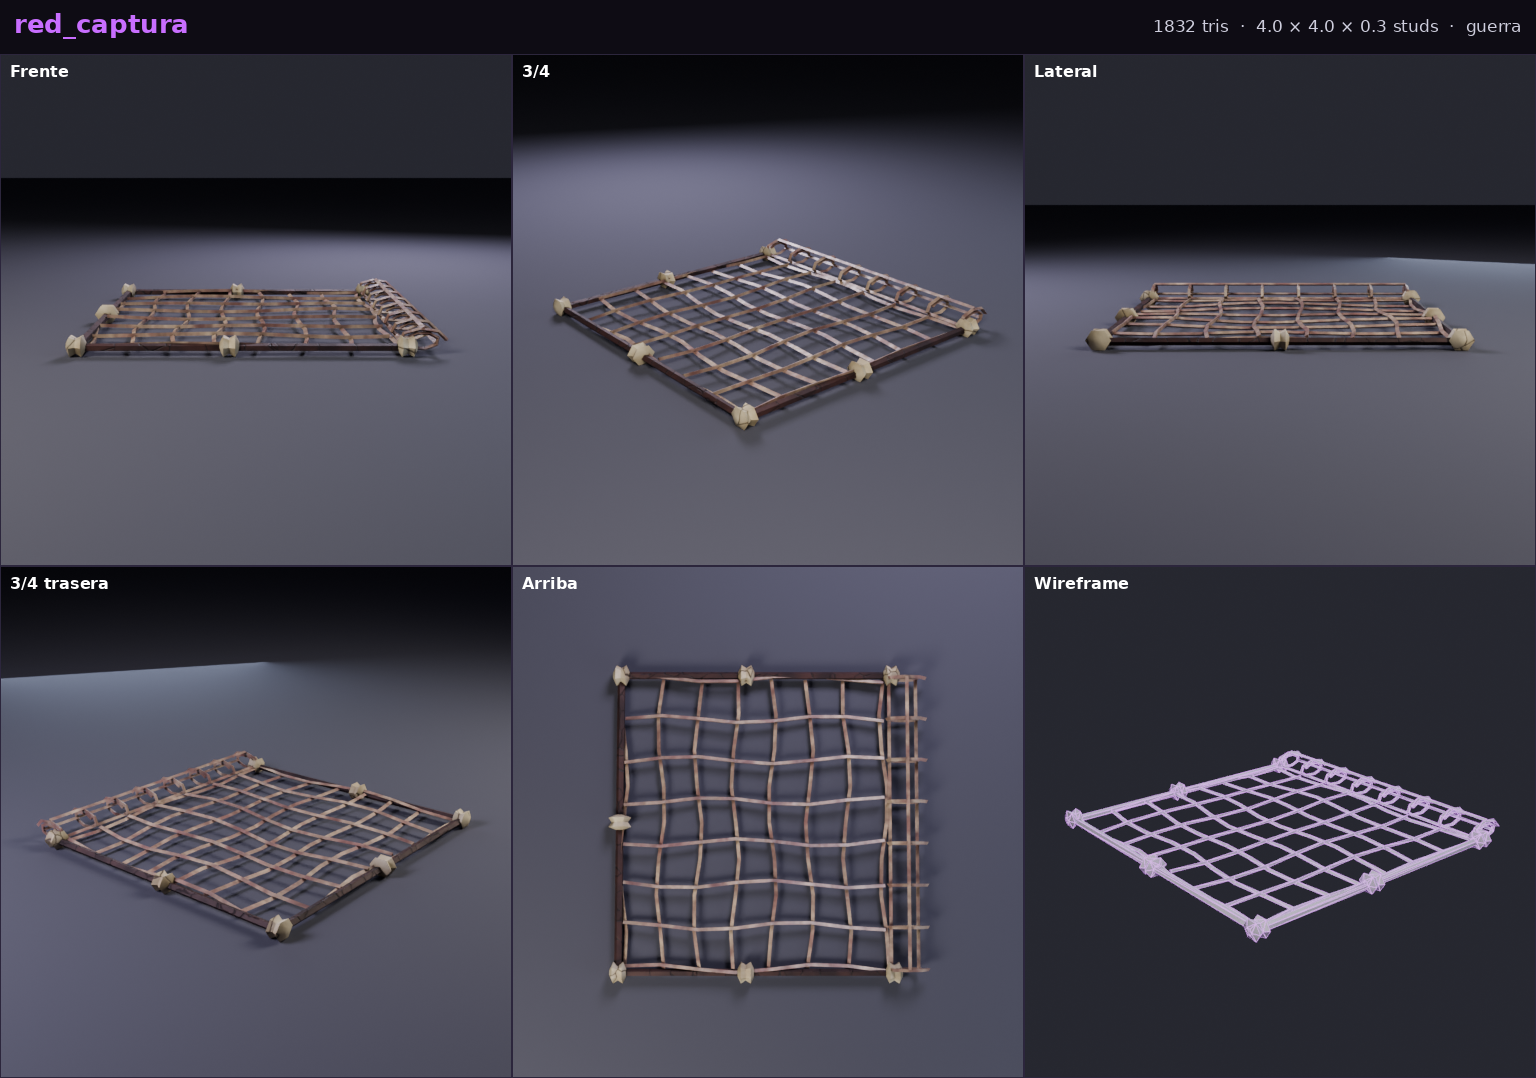 red_captura
1832 tris · 4.0 × 4.0 × 0.3 studs · guerra
Frente
3/4
Lateral
3/4 trasera
Arriba
Wireframe